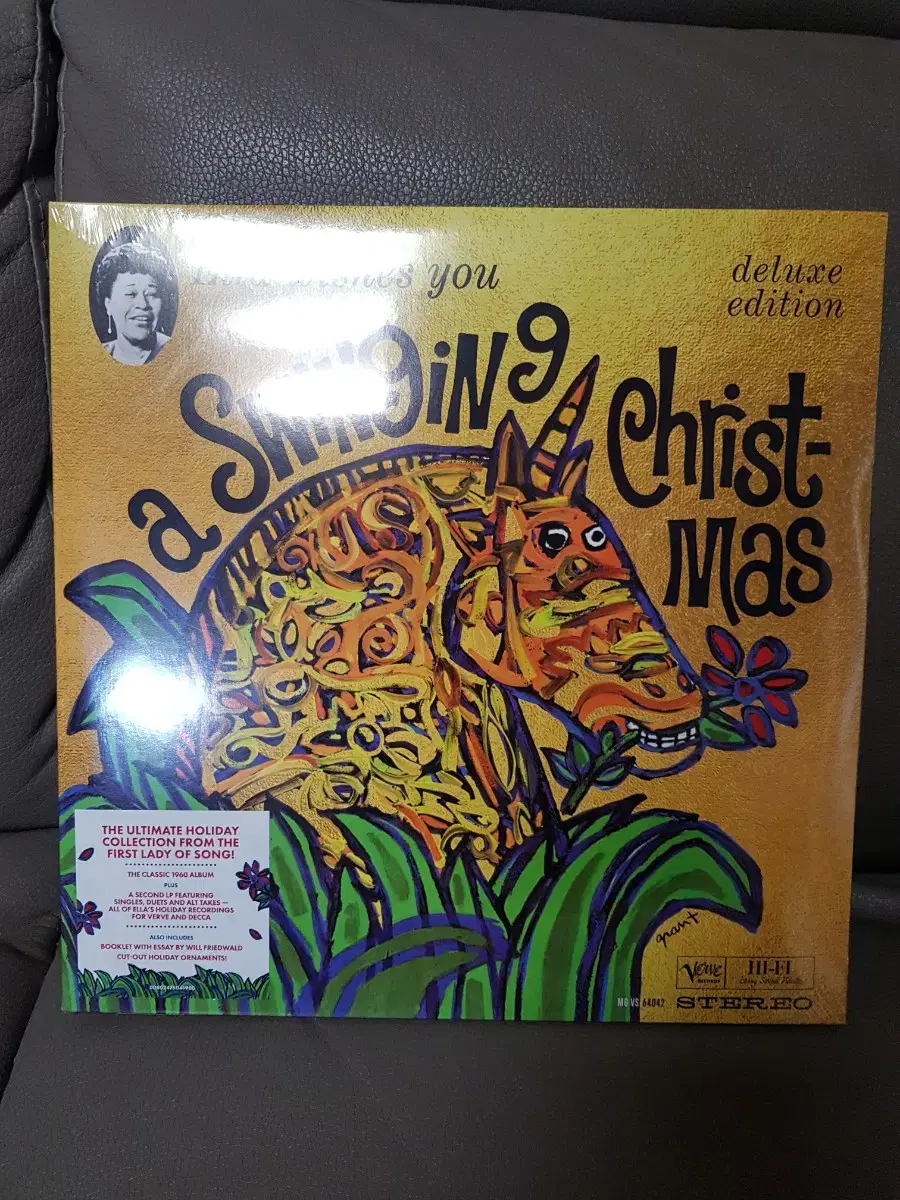 wishes you
deluxe
edition
a Swinging
Christ-
mas
THE ULTIMATE HOLIDAY
COLLECTION FROM THE
FIRST LADY OF SONG!
THE CLASSIC 1960 ALBUM
PLUS
A SECOND LP FEATURING
SINGLES, DUETS AND ALT TAKES —
ALL OF ELLA'S HOLIDAY RECORDINGS
FOR VERVE AND DECCA
ALSO INCLUDES
BOOKLET WITH ESSAY BY WILL FRIEDWALD
CUT-OUT HOLIDAY ORNAMENTS!
grant
Verve
RECORDS
HI-FI
MG VS 64042
STEREO